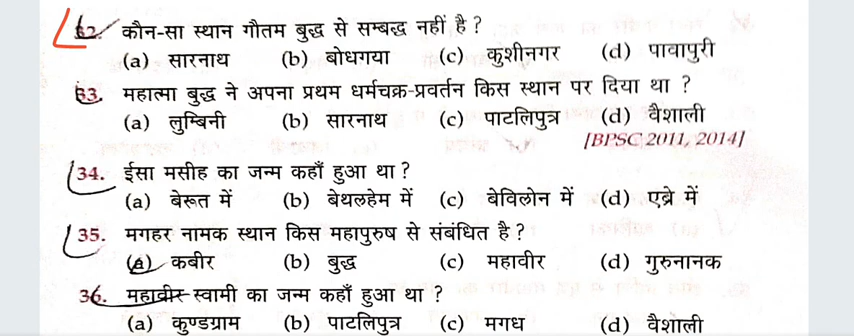 32. कौन-सा स्थान गौतम बुद्ध से सम्बद्ध नहीं है ?
(a) सारनाथ (b) बोधगया (c) कुशीनगर (d) पावापुरी
33. महात्मा बुद्ध ने अपना प्रथम धर्मचक्र-प्रवर्तन किस स्थान पर दिया था ?
(a) लुम्बिनी (b) सारनाथ (c) पाटलिपुत्र (d) वैशाली
[BPSC 2011, 2014]
34. ईसा मसीह का जन्म कहाँ हुआ था ?
(a) बेरूत में (b) बेथलहेम में (c) बेविलोन में (d) एब्रे में
35. मगहर नामक स्थान किस महापुरुष से संबंधित है ?
(a) कबीर (b) बुद्ध (c) महावीर (d) गुरुनानक
36. महावीर स्वामी का जन्म कहाँ हुआ था ?
(a) कुण्डग्राम (b) पाटलिपुत्र (c) मगध (d) वैशाली